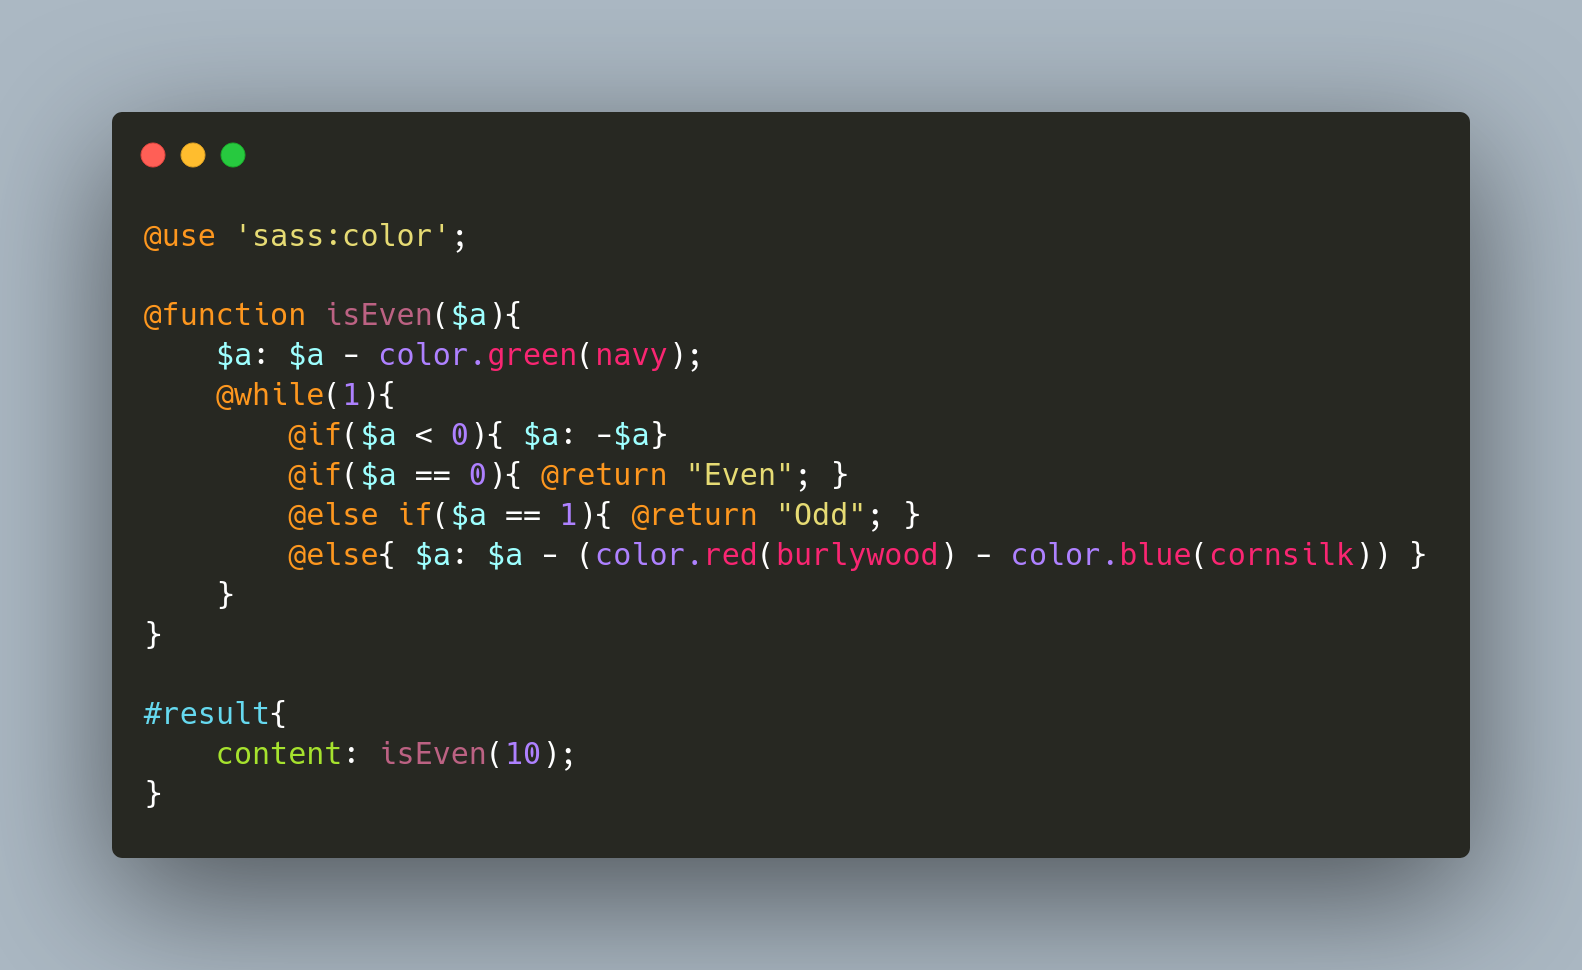 @use 'sass:color';

@function isEven($a){
    $a: $a - color.green(navy);
    @while(1){
        @if($a < 0){ $a: -$a}
        @if($a == 0){ @return "Even"; }
        @else if($a == 1){ @return "Odd"; }
        @else{ $a: $a - (color.red(burlywood) - color.blue(cornsilk)) }
    }
}

#result{
    content: isEven(10);
}